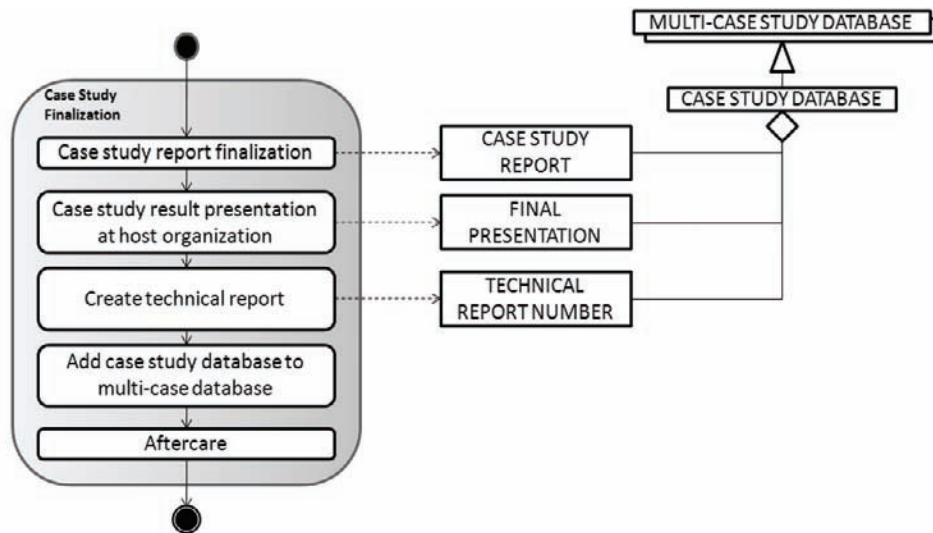 MULTI-CASE STUDY DATABASE
Case Study
Finalization
CASE STUDY DATABASE
Case study report finalization
CASE STUDY
REPORT
Case study result presentation
at host organization
FINAL
PRESENTATION
Create technical report
TECHNICAL
REPORT NUMBER
Add case study database to
multi-case database
Aftercare